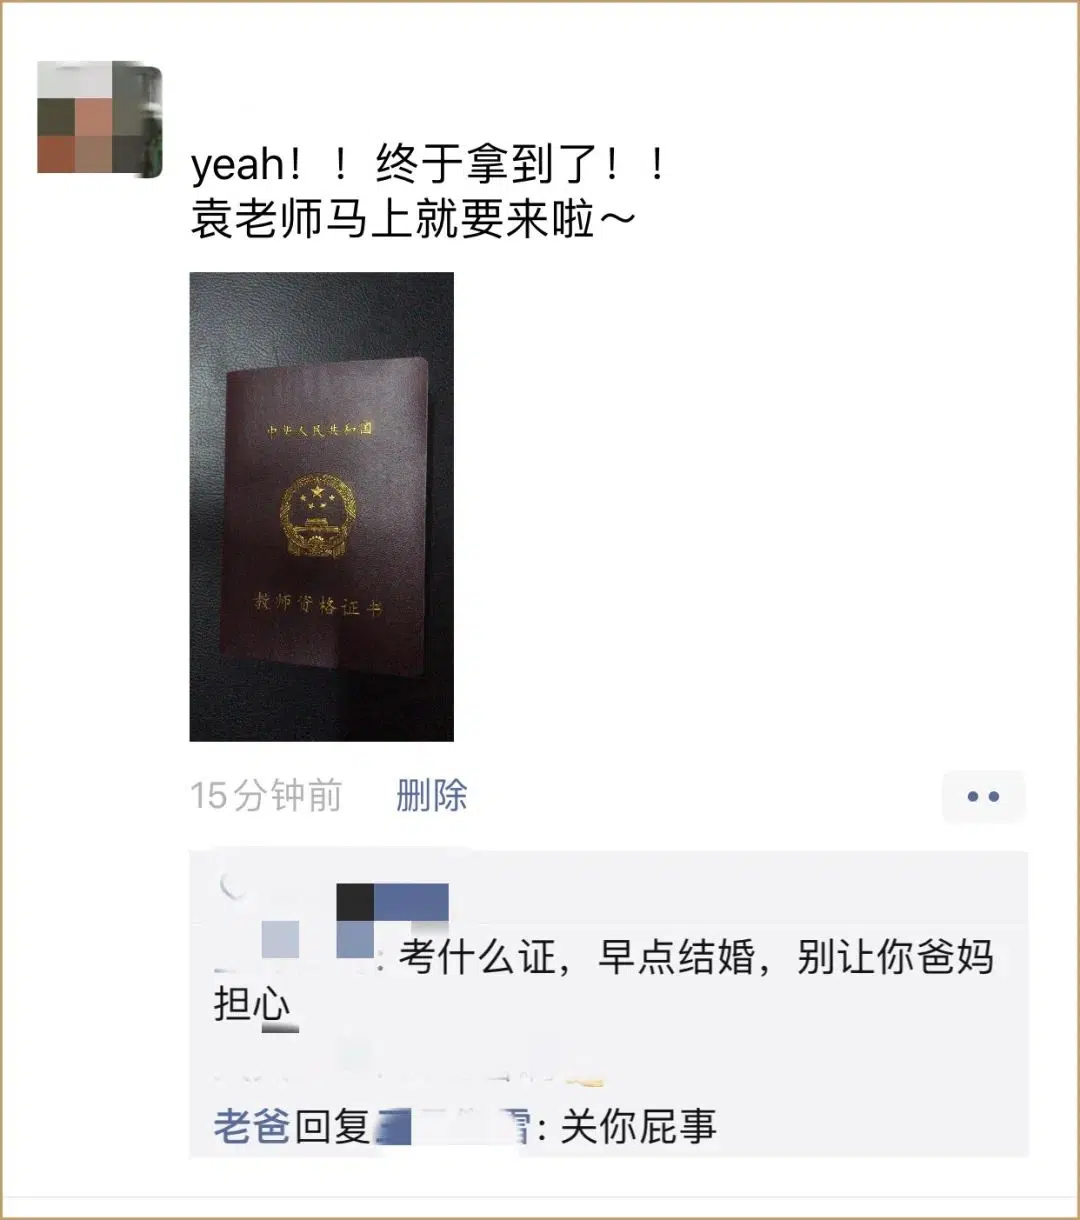 yeah！！终于拿到了！！
袁老师马上就要来啦～
中华人民共和国
教师资格证书
15分钟前 删除
: 考什么证，早点结婚，别让你爸妈
担心
老爸回复 : 关你屁事